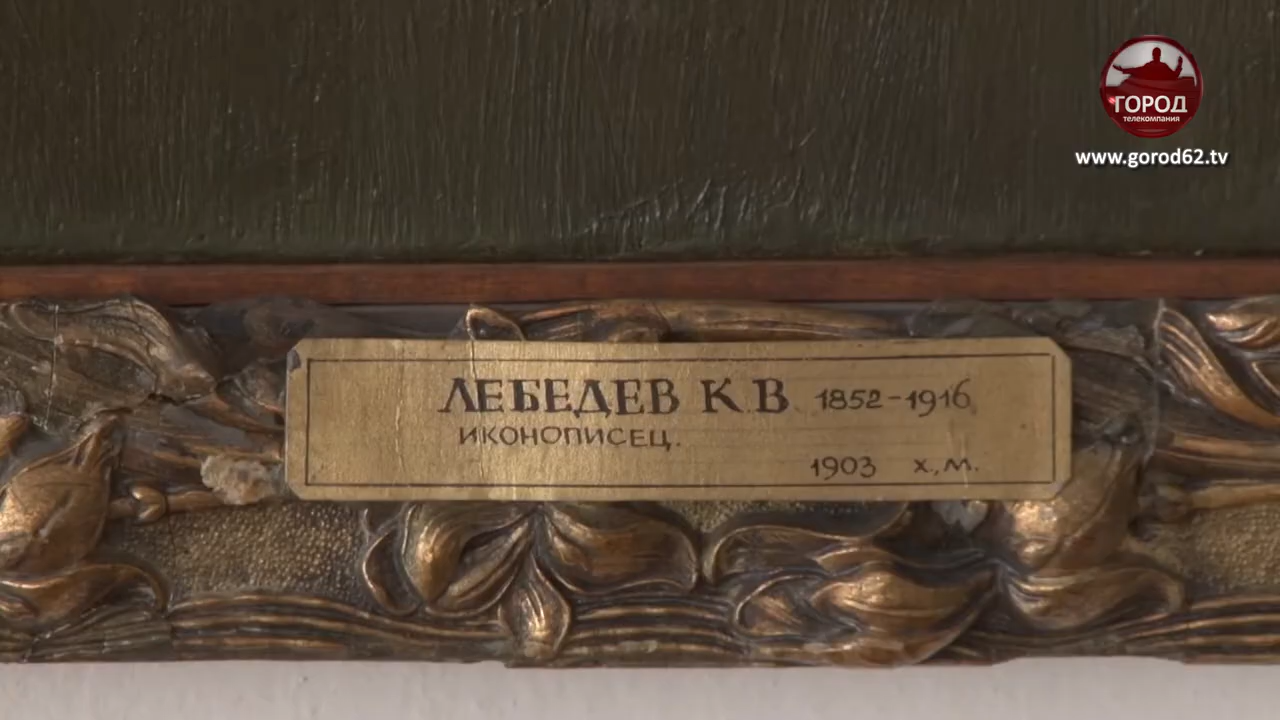 ГОРОД
телекомпания
www.gorod62.tv
ЛЕБЕДЕВ К.В. 1852-1916
ИКОНОПИСЕЦ.
1903 х.,м.